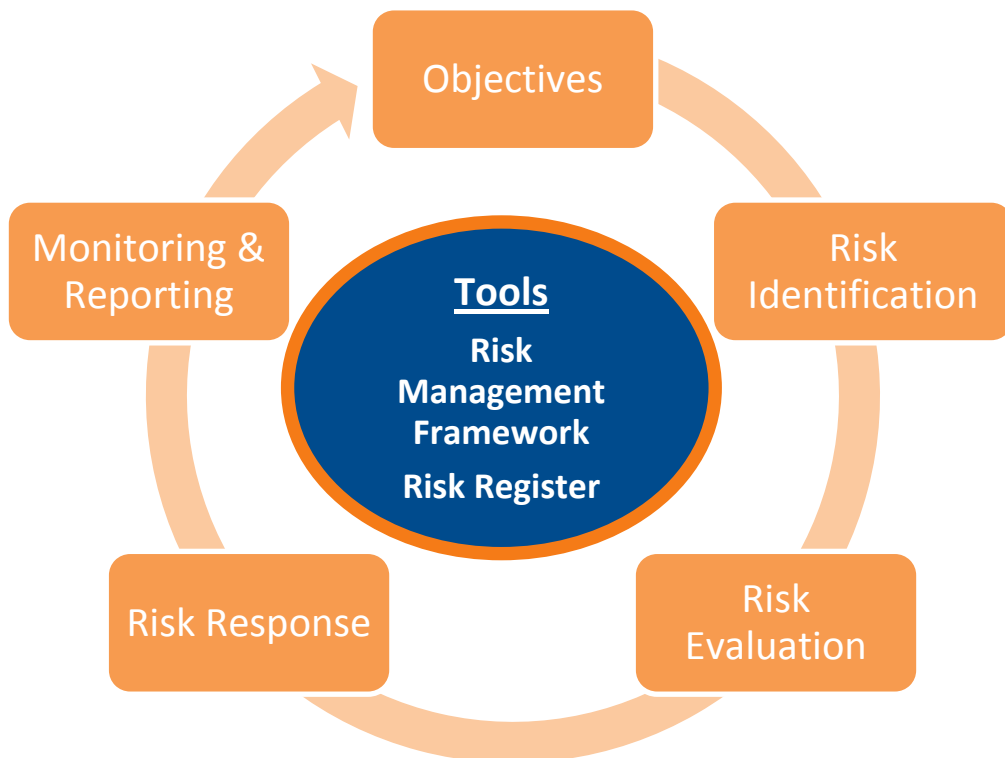 Objectives
Risk
Identification
Risk
Evaluation
Risk Response
Monitoring &
Reporting
Tools
Risk
Management
Framework
Risk Register